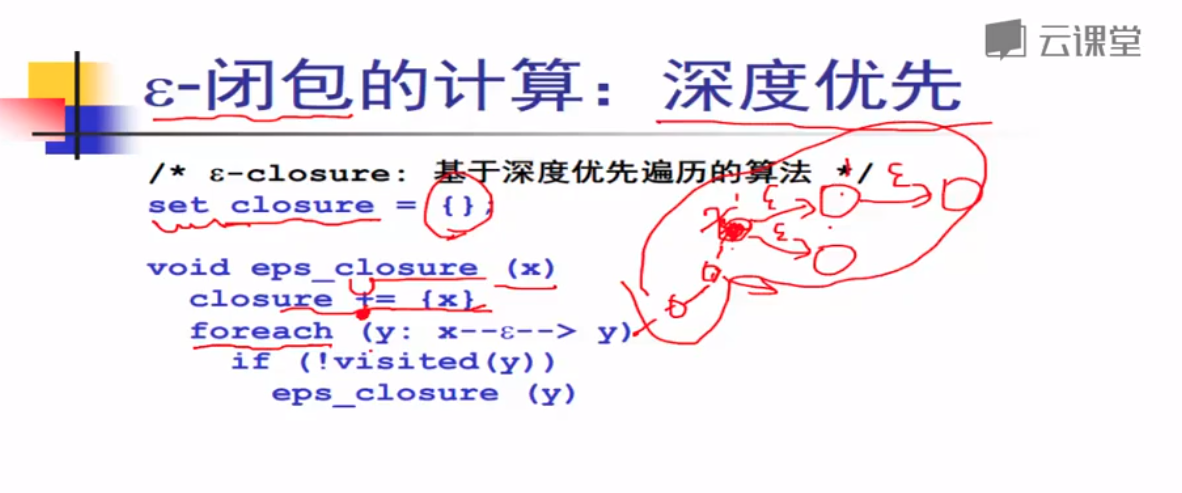 云课堂
ε-闭包的计算：深度优先
/* ε-closure: 基于深度优先遍历的算法 */
set closure = {};
void eps_closure (x)
closure += {x}
foreach (y: x--ε--> y)
if (!visited(y))
eps_closure (y)
x
ε
ε
ε